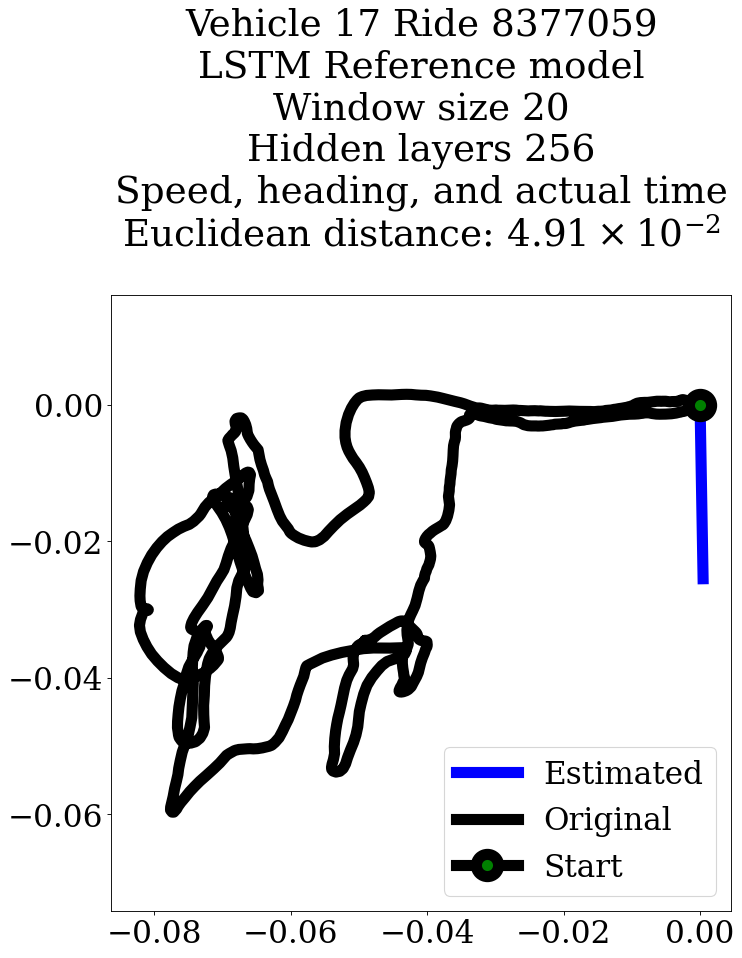 Vehicle 17 Ride 8377059
LSTM Reference model
Window size 20
Hidden layers 256
Speed, heading, and actual time
Euclidean distance: 4.91 × 10⁻²
0.00
−0.02
−0.04
−0.06
Estimated
Original
Start
−0.08 −0.06 −0.04 −0.02 0.00